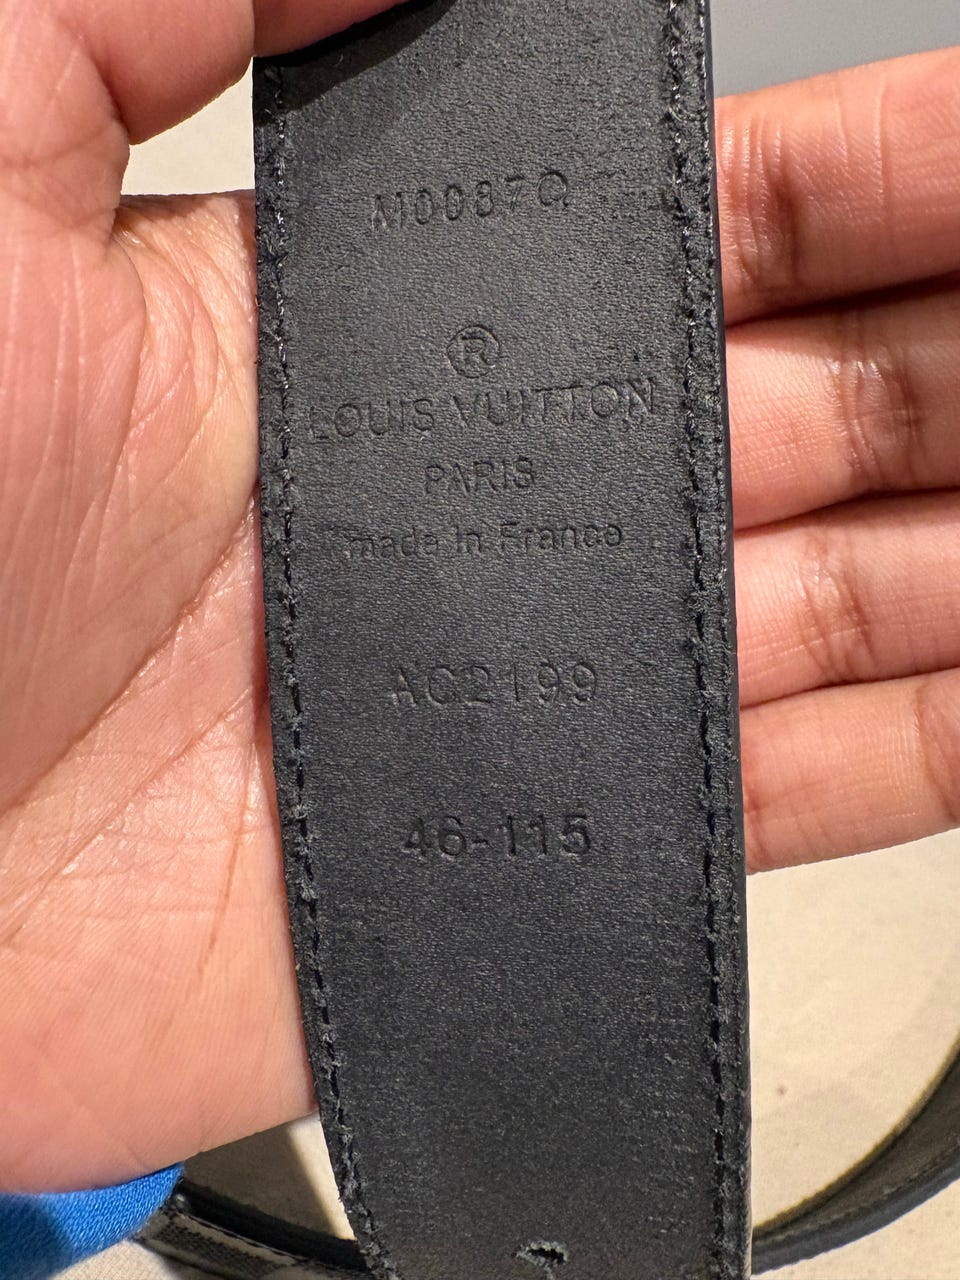 M0087Q
®
LOUIS VUITTON
PARIS
made in France
AC2199
46-115